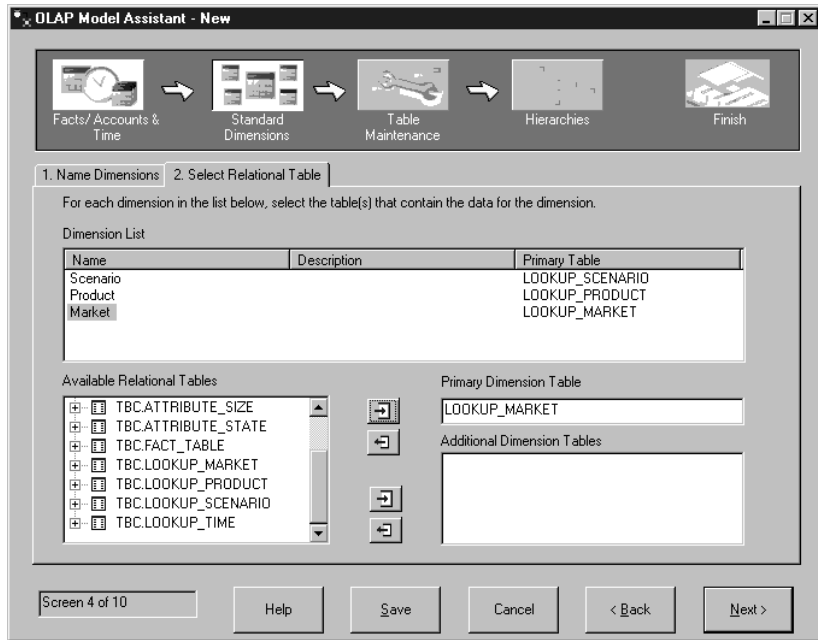 OLAP Model Assistant - New
Facts/Accounts & Time
Standard Dimensions
Table Maintenance
Hierarchies
Finish
1. Name Dimensions
2. Select Relational Table
For each dimension in the list below, select the table(s) that contain the data for the dimension.
Dimension List
Name Description Primary Table
Scenario LOOKUP_SCENARIO
Product LOOKUP_PRODUCT
Market LOOKUP_MARKET
Available Relational Tables
TBC.ATTRIBUTE_SIZE
TBC.ATTRIBUTE_STATE
TBC.FACT_TABLE
TBC.LOOKUP_MARKET
TBC.LOOKUP_PRODUCT
TBC.LOOKUP_SCENARIO
TBC.LOOKUP_TIME
Primary Dimension Table
LOOKUP_MARKET
Additional Dimension Tables
Screen 4 of 10
Help
Save
Cancel
< Back
Next >